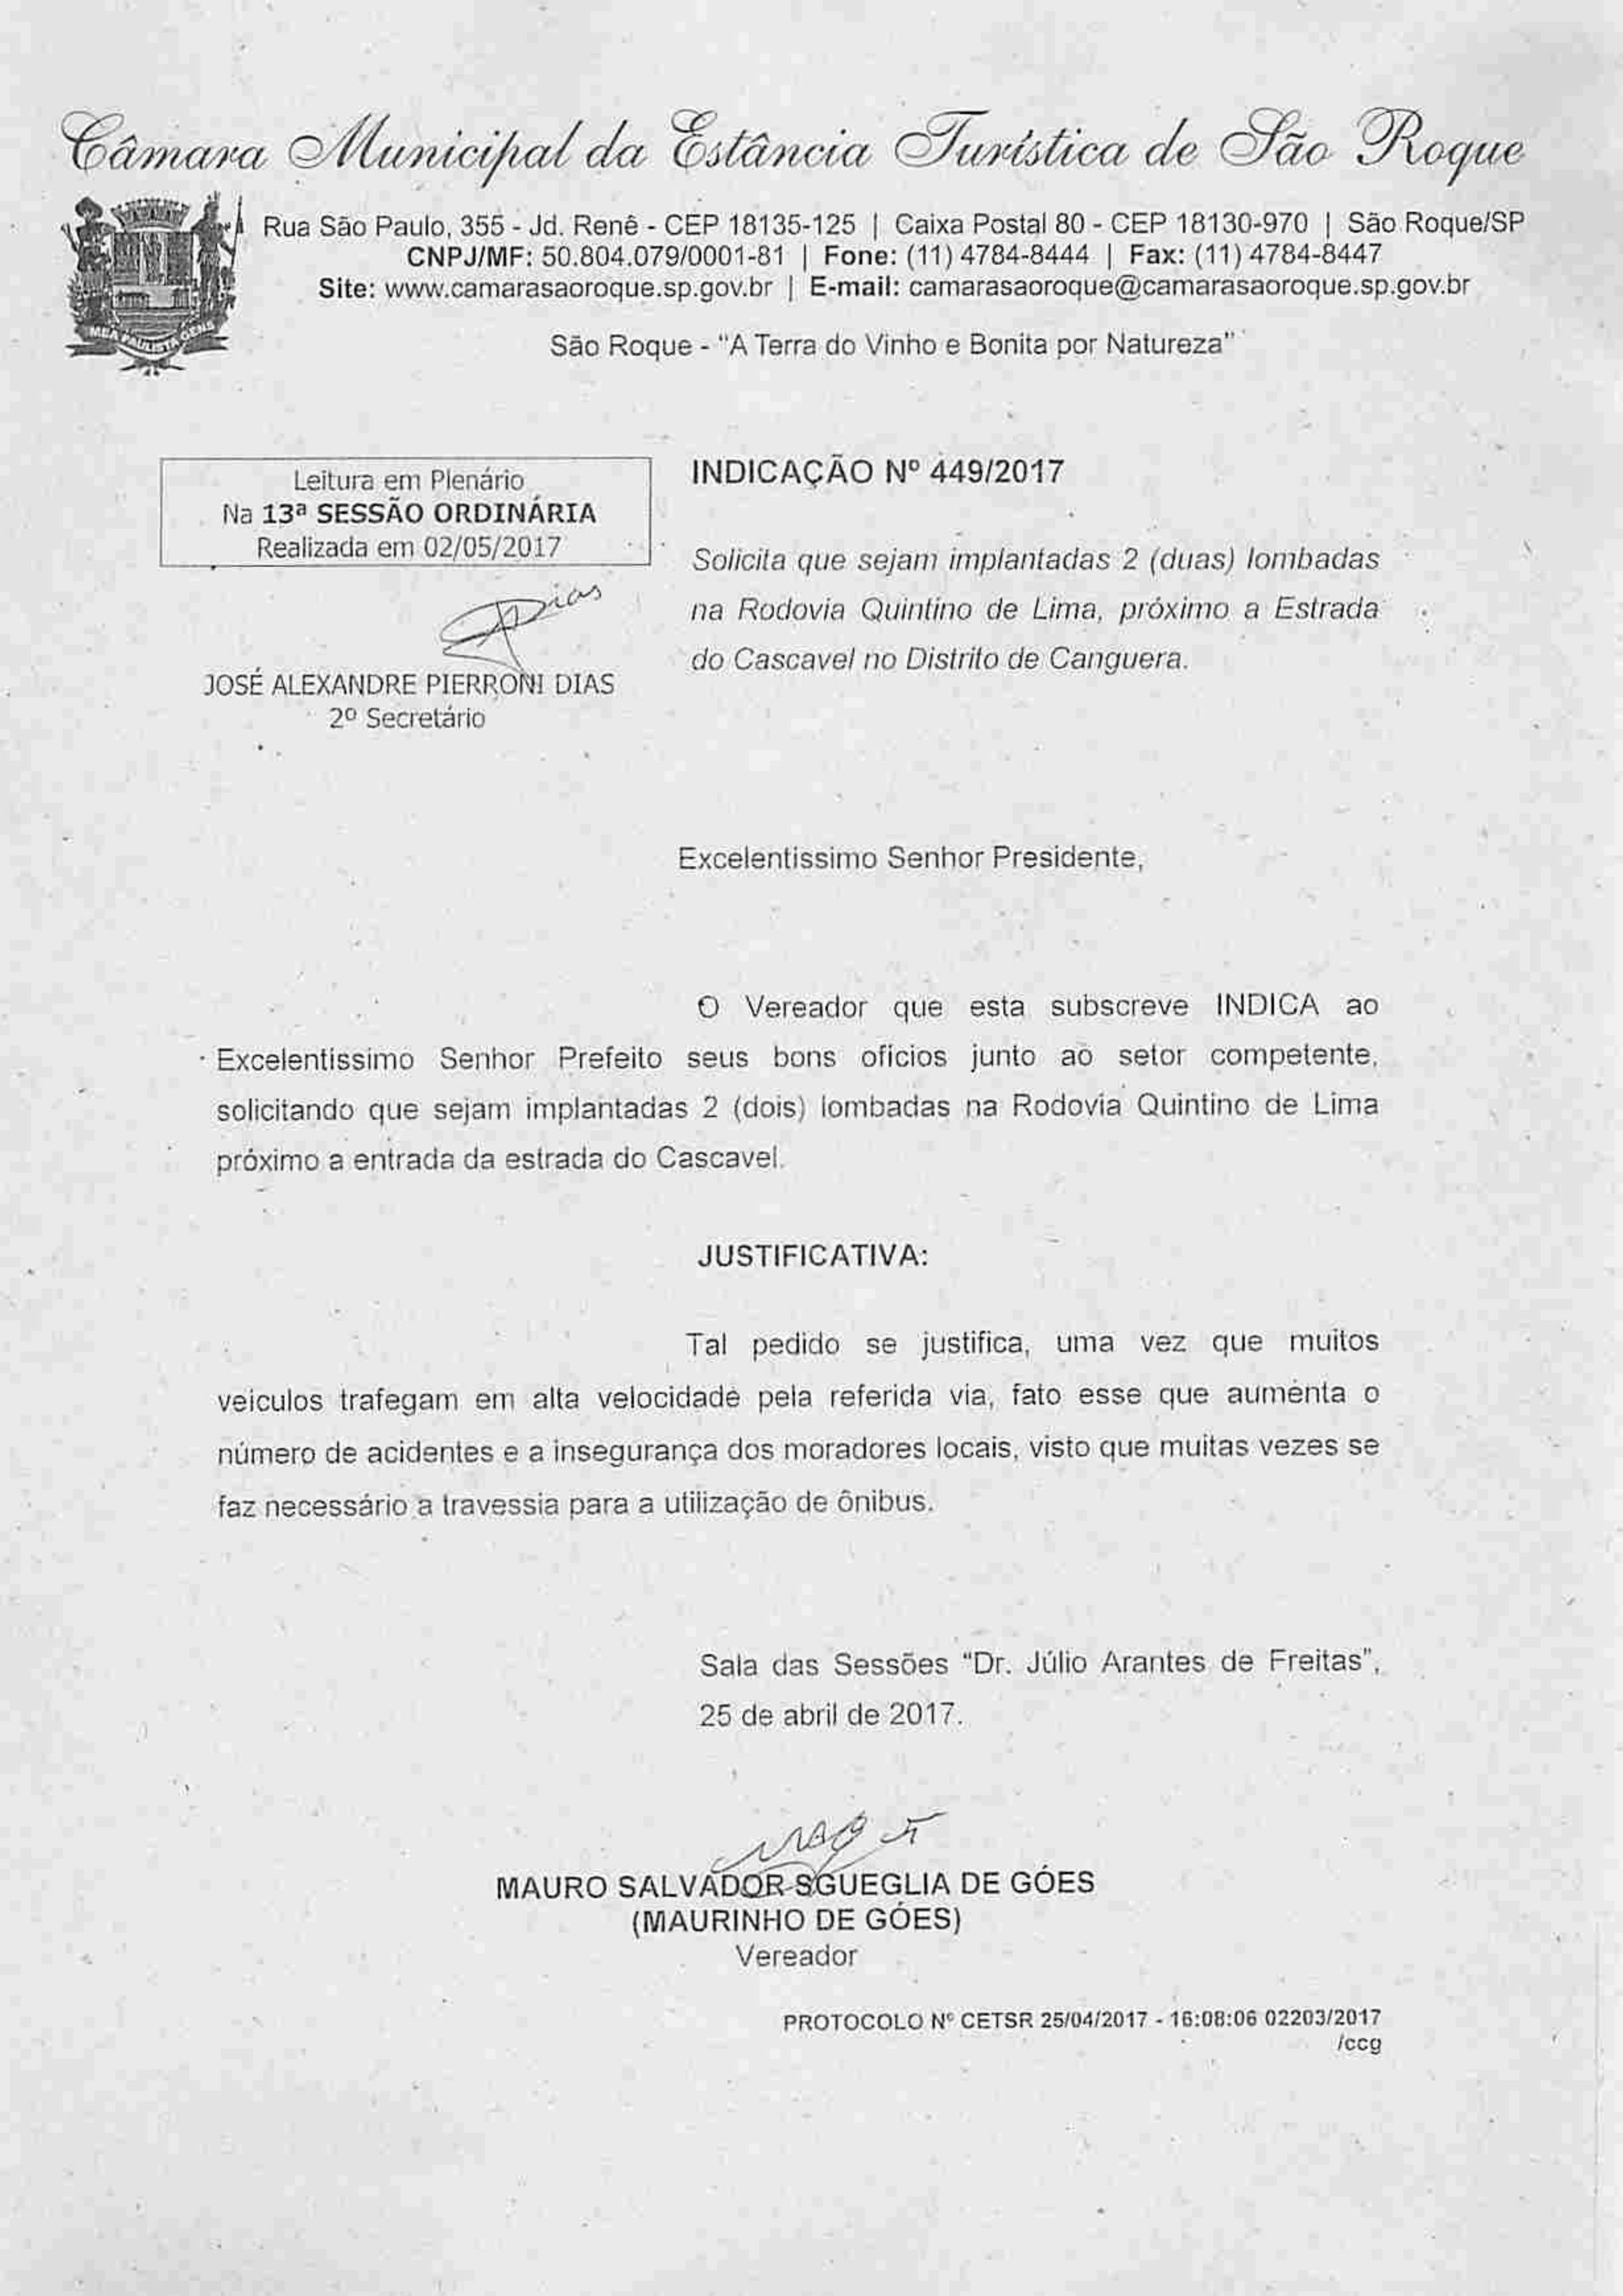 Câmara Municipal da Estância Turística de São Roque
Rua São Paulo, 355 - Jd. Renê - CEP 18135-125 | Caixa Postal 80 - CEP 18130-970 | São Roque/SP
CNPJ/MF: 50.804.079/0001-81 | Fone: (11) 4784-8444 | Fax: (11) 4784-8447
Site: www.camarasaoroque.sp.gov.br | E-mail: camarasaoroque@camarasaoroque.sp.gov.br
São Roque - "A Terra do Vinho e Bonita por Natureza"
Leitura em Plenário
Na 13ª SESSÃO ORDINÁRIA
Realizada em 02/05/2017
Dias
JOSÉ ALEXANDRE PIERRONI DIAS
2º Secretário
INDICAÇÃO Nº 449/2017
Solicita que sejam implantadas 2 (duas) lombadas
na Rodovia Quintino de Lima, próximo a Estrada
do Cascavel no Distrito de Canguera.
Excelentíssimo Senhor Presidente,
O Vereador que esta subscreve INDICA ao
Excelentíssimo Senhor Prefeito seus bons ofícios junto ao setor competente,
solicitando que sejam implantadas 2 (dois) lombadas na Rodovia Quintino de Lima
próximo a entrada da estrada do Cascavel.
JUSTIFICATIVA:
Tal pedido se justifica, uma vez que muitos
veículos trafegam em alta velocidade pela referida via, fato esse que aumenta o
número de acidentes e a insegurança dos moradores locais, visto que muitas vezes se
faz necessário a travessia para a utilização de ônibus.
Sala das Sessões "Dr. Júlio Arantes de Freitas",
25 de abril de 2017.
MAURO SALVADOR SGUEGLIA DE GÓES
(MAURINHO DE GÓES)
Vereador
PROTOCOLO Nº CETSR 25/04/2017 - 16:08:06 02203/2017
/ccg